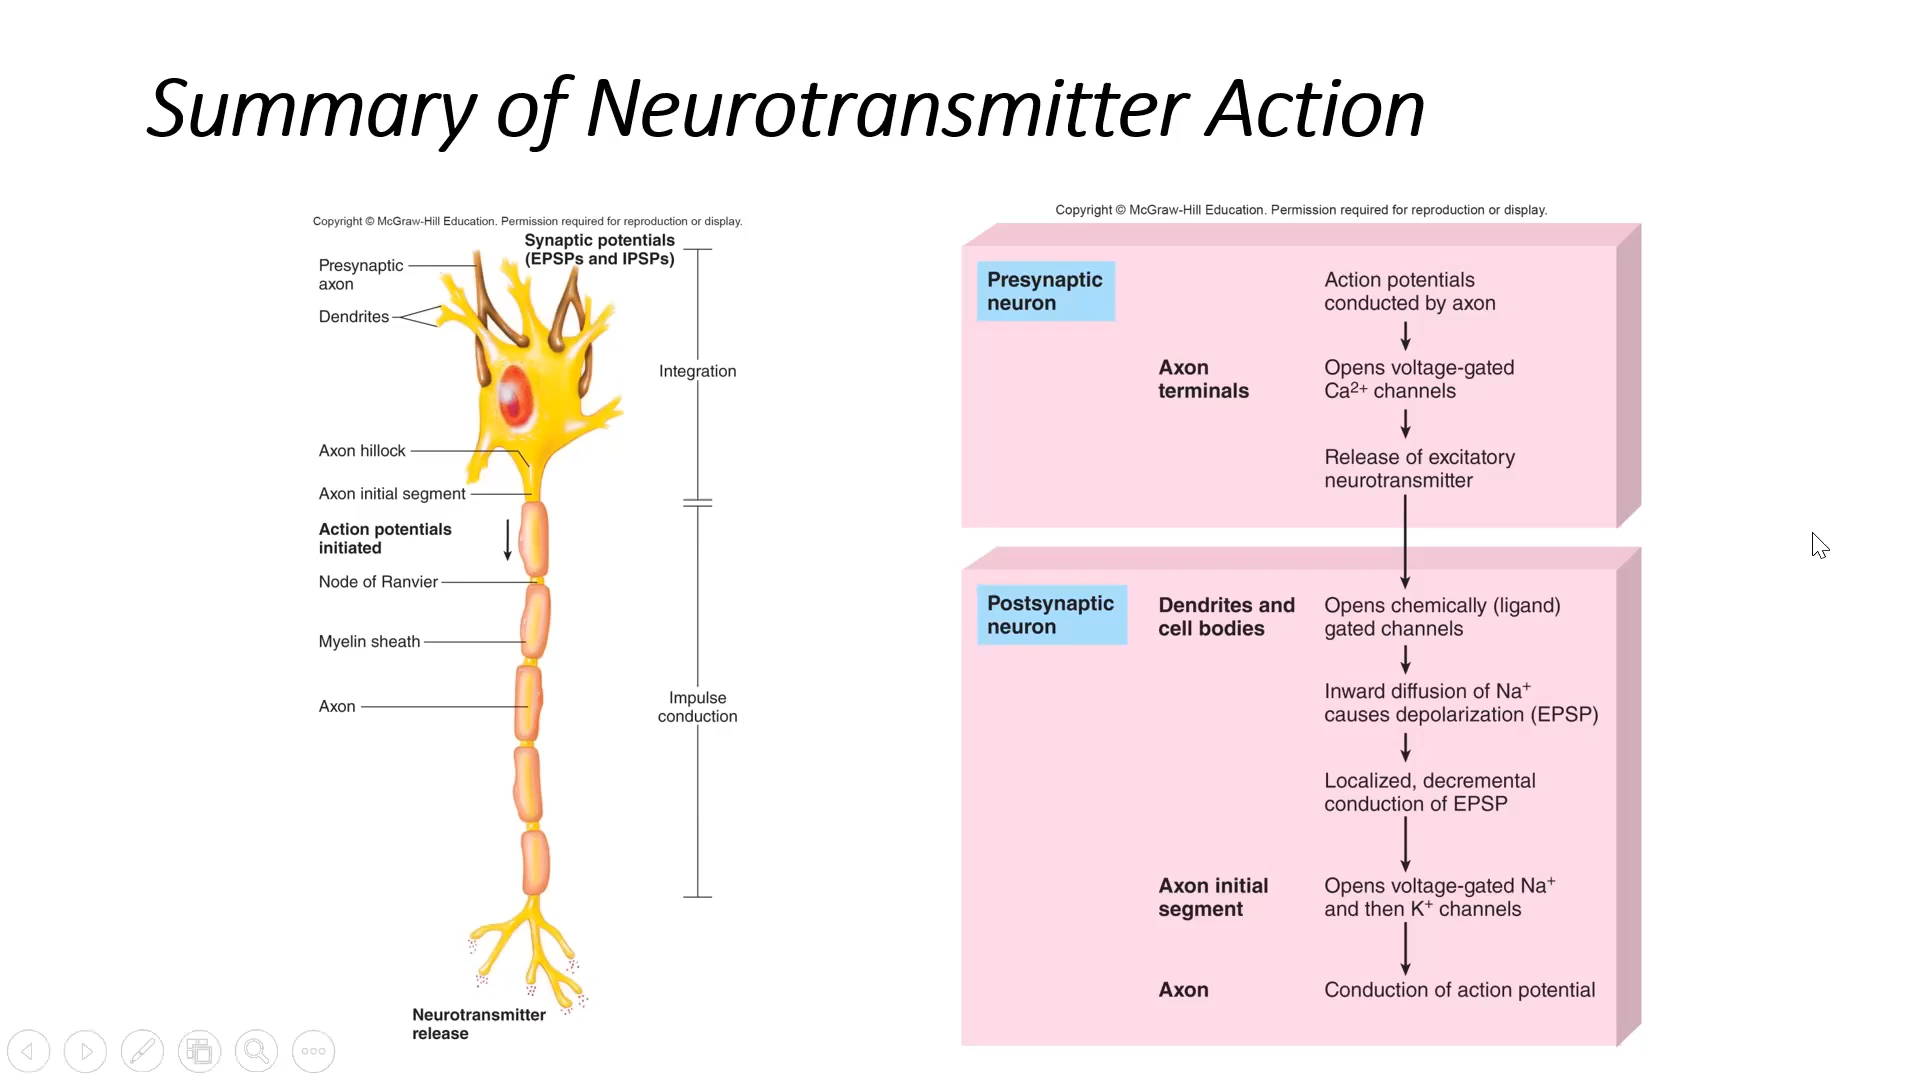 Summary of Neurotransmitter Action
Copyright © McGraw-Hill Education. Permission required for reproduction or display.
Synaptic potentials
(EPSPs and IPSPs)
Presynaptic
axon
Dendrites
Integration
Axon hillock
Axon initial segment
Action potentials
initiated
Node of Ranvier
Myelin sheath
Impulse
conduction
Axon
Neurotransmitter
release
Copyright © McGraw-Hill Education. Permission required for reproduction or display.
Presynaptic
neuron
Action potentials
conducted by axon
Axon
terminals
Opens voltage-gated
Ca²⁺ channels
Release of excitatory
neurotransmitter
Postsynaptic
neuron
Dendrites and
cell bodies
Opens chemically (ligand)
gated channels
Inward diffusion of Na⁺
causes depolarization (EPSP)
Localized, decremental
conduction of EPSP
Axon initial
segment
Opens voltage-gated Na⁺
and then K⁺ channels
Axon
Conduction of action potential